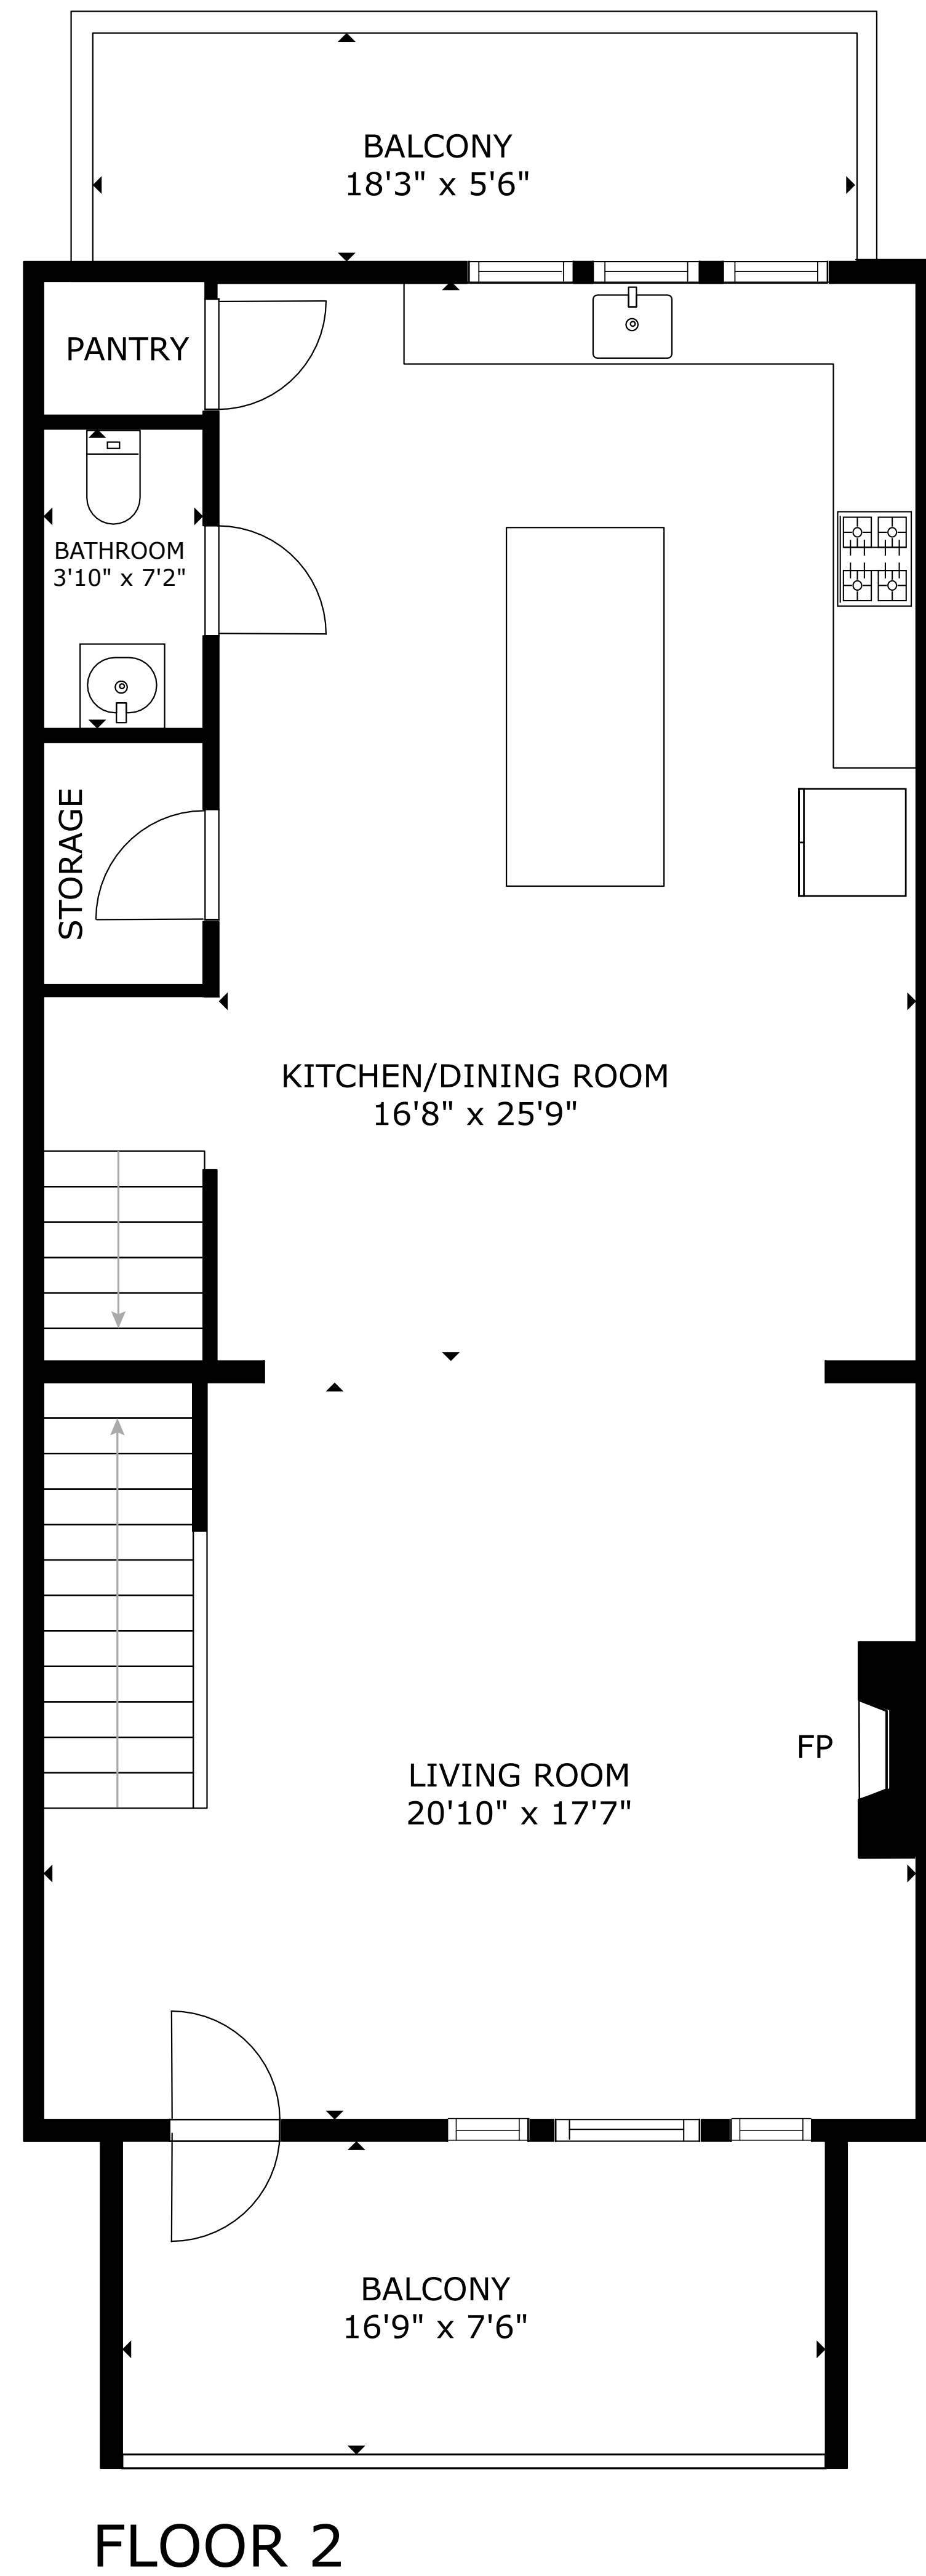 BALCONY
18'3" x 5'6"
PANTRY
BATHROOM
3'10" x 7'2"
STORAGE
KITCHEN/DINING ROOM
16'8" x 25'9"
FP
LIVING ROOM
20'10" x 17'7"
BALCONY
16'9" x 7'6"
FLOOR 2